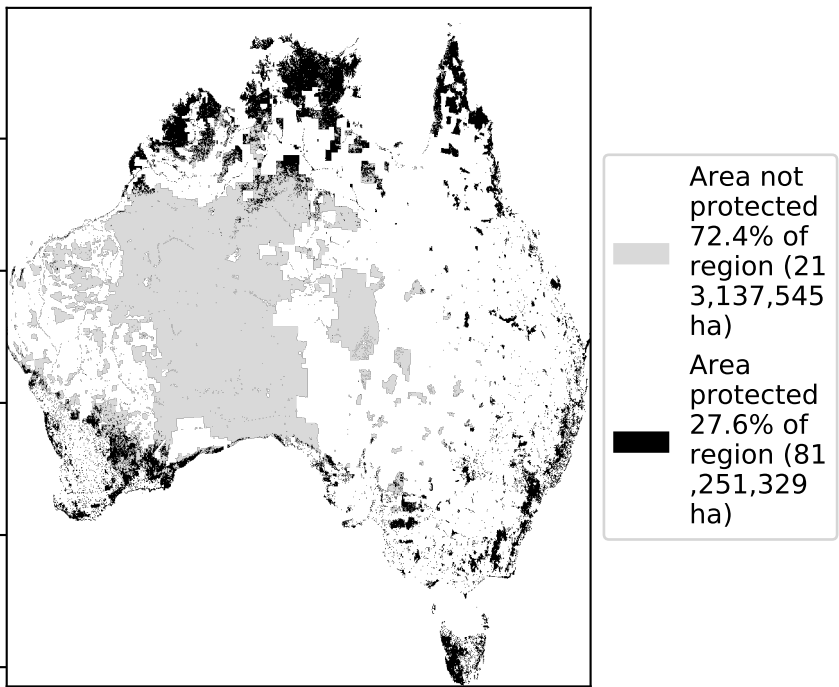 Area not
protected
72.4% of
region (21
3,137,545
ha)
Area
protected
27.6% of
region (81
,251,329
ha)